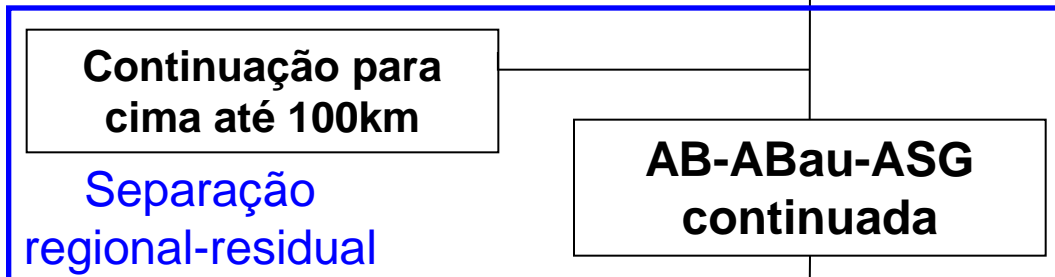 Continuação para
cima até 100km
AB-ABau-ASG
continuada
Separação
regional-residual